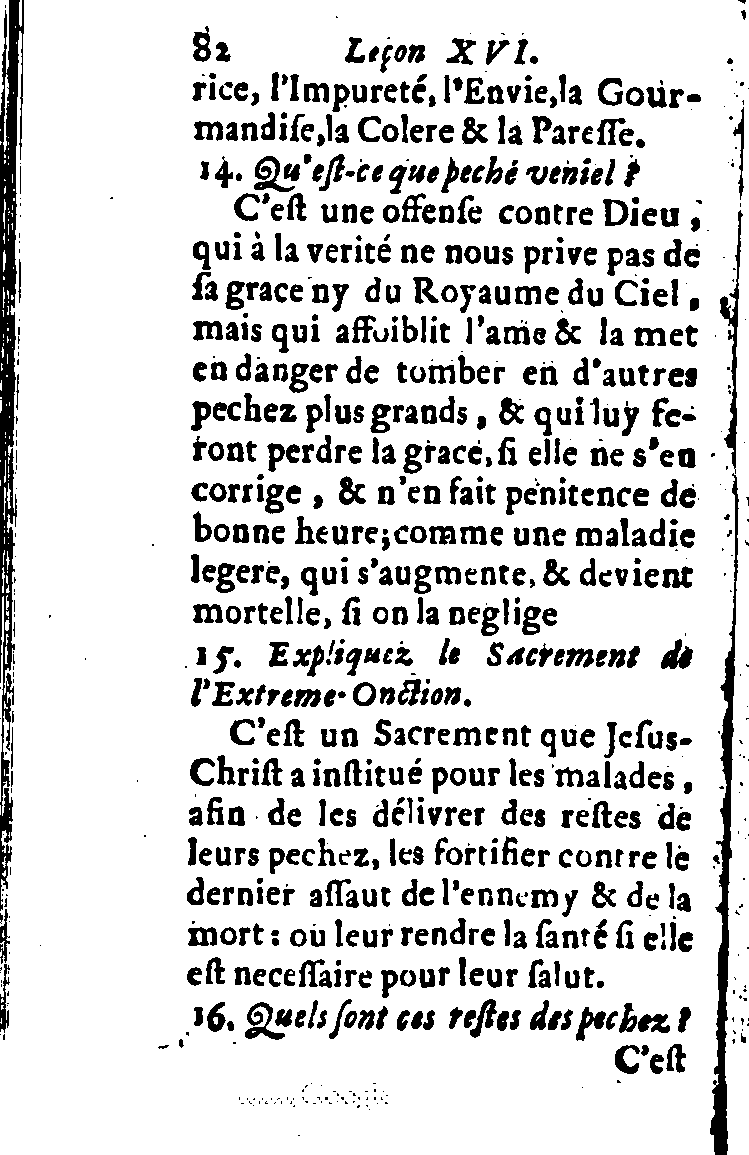 82 Leçon XVI.
rice, l'Impureté, l'Envie, la Gour-
mandiſe, la Colere & la Pareſſe.
14. Qu'eſt-ce que peché veniel ?
C'eſt une offenſe contre Dieu,
qui à la verité ne nous prive pas de
ſa grace ny du Royaume du Ciel,
mais qui affoiblit l'ame & la met
en danger de tomber en d'autres
pechez plus grands, & qui luy fe-
ront perdre la grace, ſi elle ne s'en
corrige, & n'en fait penitence de
bonne heure; comme une maladie
legere, qui s'augmente, & devient
mortelle, ſi on la neglige
15. Expliquez le Sacrement de
l'Extreme-Onction.
C'eſt un Sacrement que Jeſus-
Chriſt a inſtitué pour les malades,
afin de les délivrer des reſtes de
leurs pechez, les fortifier contre le
dernier aſſaut de l'ennemy & de la
mort : ou leur rendre la ſanté ſi elle
eſt neceſſaire pour leur ſalut.
16. Quels ſont ces reſtes des pechez ?
C'eſt
Google